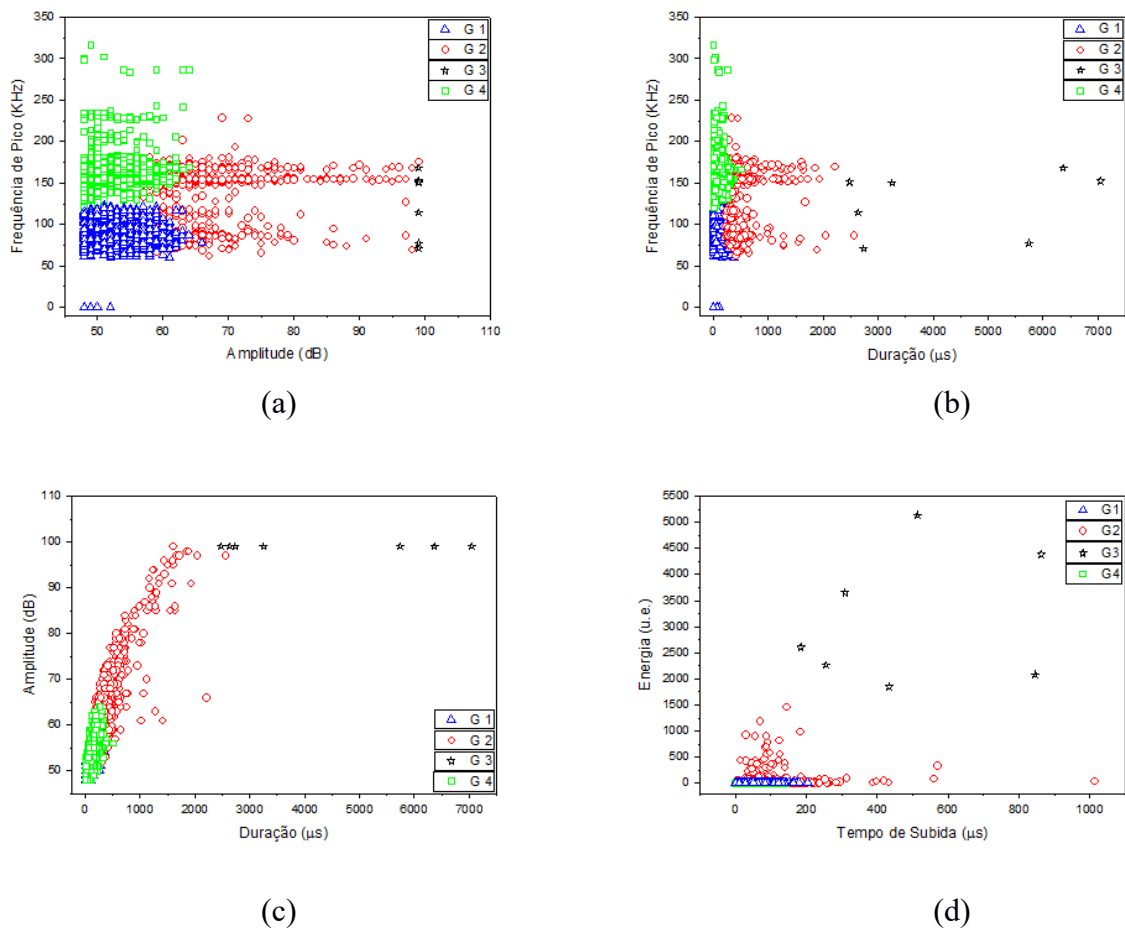 350
300
250
200
150
100
50
0
Frequência de Pico (KHz)
50 60 70 80 90 100 110
Amplitude (dB)
G 1
G 2
G 3
G 4
(a)
350
300
250
200
150
100
50
0
Frequência de Pico (KHz)
0 1000 2000 3000 4000 5000 6000 7000
Duração (μs)
G 1
G 2
G 3
G 4
(b)
110
100
90
80
70
60
50
Amplitude (dB)
0 1000 2000 3000 4000 5000 6000 7000
Duração (μs)
G 1
G 2
G 3
G 4
(c)
5500
5000
4500
4000
3500
3000
2500
2000
1500
1000
500
0
Energia (u.e.)
0 200 400 600 800 1000
Tempo de Subida (μs)
G1
G2
G3
G4
(d)